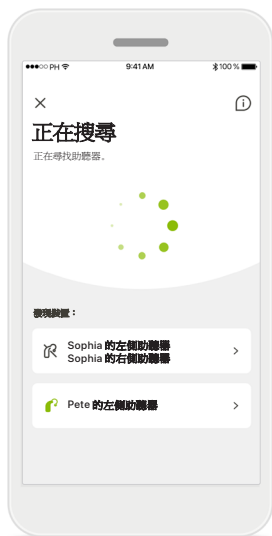 PH 9:41 AM 100 %
正在搜尋
正在尋找助聽器。
發現裝置：
Sophia 的左側助聽器
Sophia 的右側助聽器
Pete 的左側助聽器